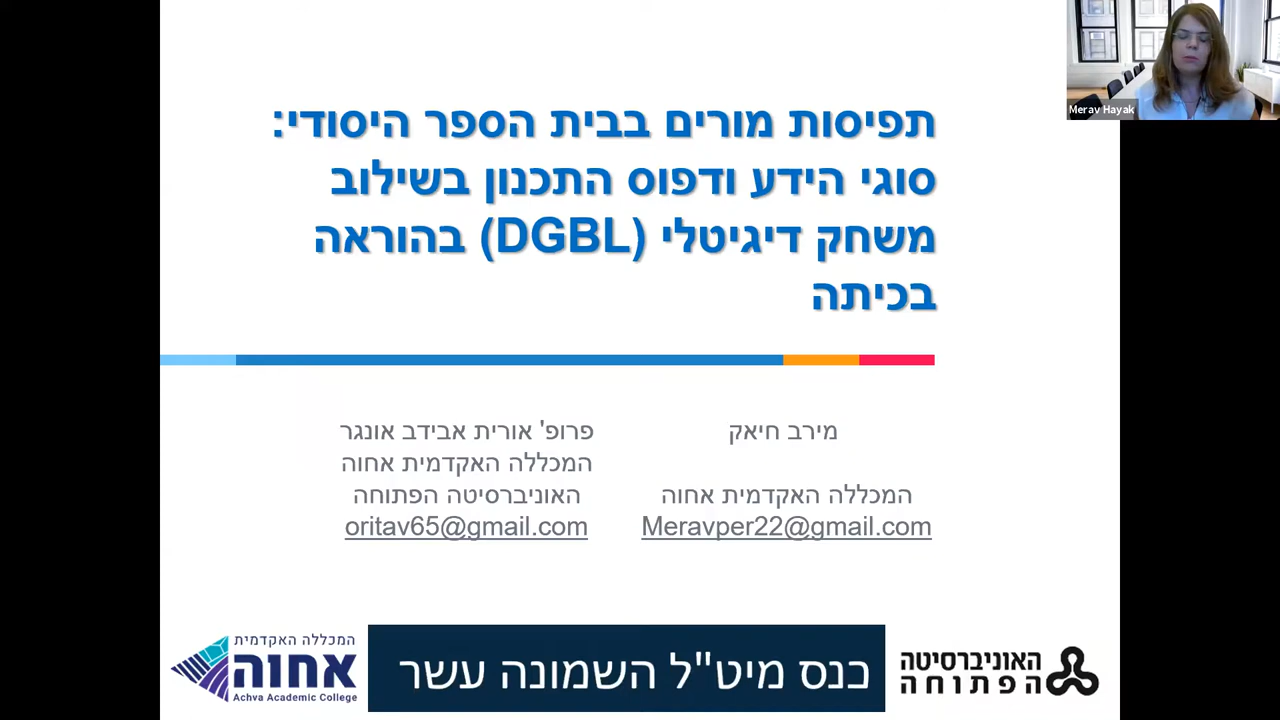 Merav Hayak
תפיסות מורים בבית הספר היסודי:
סוגי הידע ודפוס התכנון בשילוב
משחק דיגיטלי (DGBL) בהוראה
בכיתה
מירב חיאק
המכללה האקדמית אחוה
Meravper22@gmail.com
פרופ' אורית אבידב אונגר
המכללה האקדמית אחוה
האוניברסיטה הפתוחה
oritav65@gmail.com
האוניברסיטה
הפתוחה
כנס מיט"ל השמונה עשר
המכללה האקדמית
אחוה
Achva Academic College